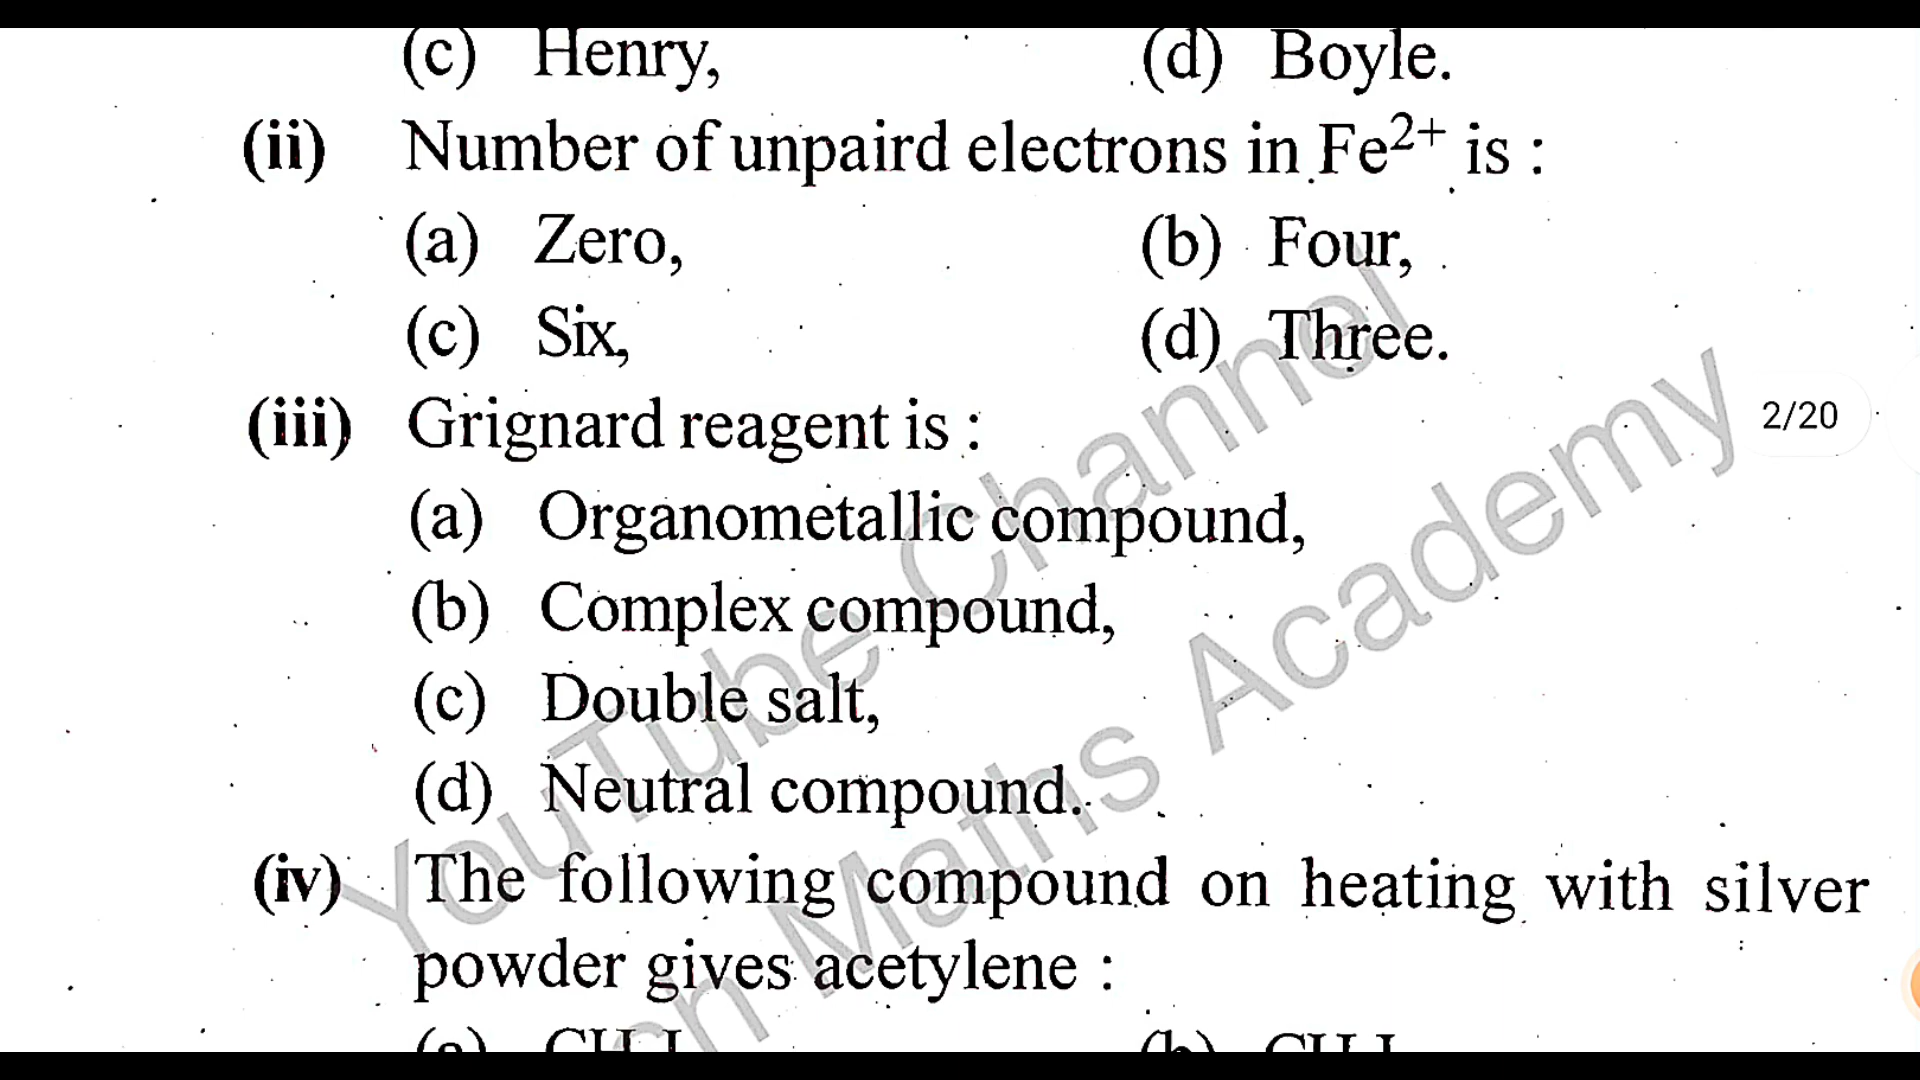 (c) Henry, (d) Boyle.
(ii) Number of unpaird electrons in Fe²⁺ is :
(a) Zero, (b) Four,
(c) Six, (d) Three.
(iii) Grignard reagent is :
(a) Organometallic compound,
2/20
(b) Complex compound,
(c) Double salt,
(d) Neutral compound.
(iv) The following compound on heating with silver
powder gives acetylene :
YouTube Channel
Maths Academy